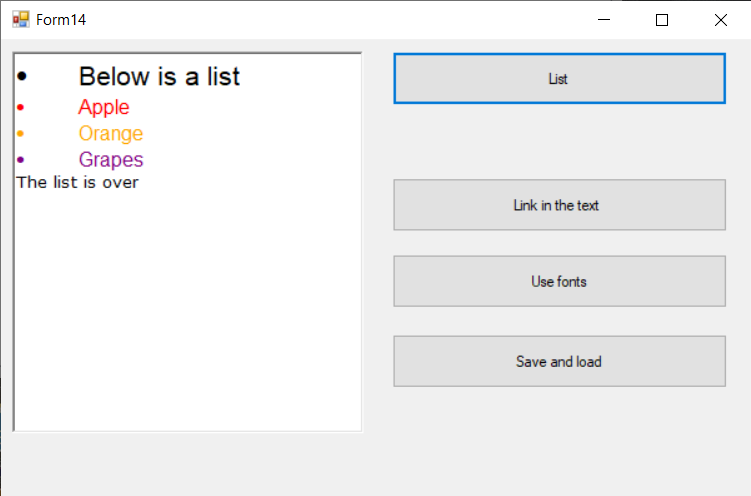 Form14
• Below is a list
• Apple
• Orange
• Grapes
The list is over
List
Link in the text
Use fonts
Save and load